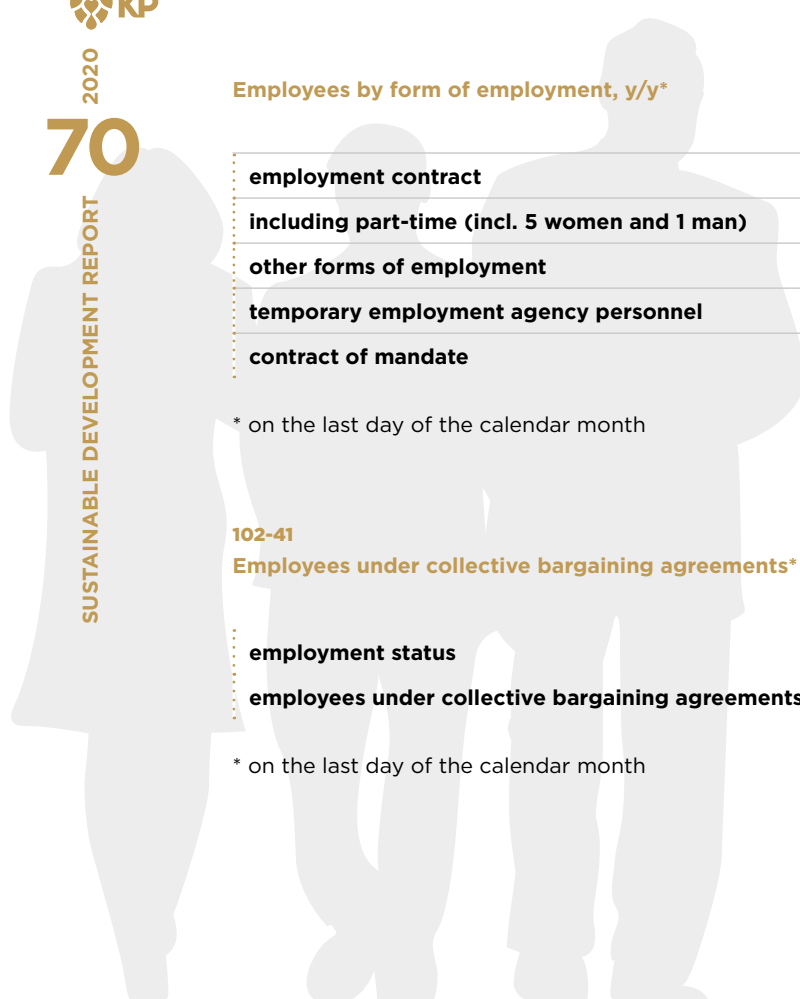 KP
2020
70
SUSTAINABLE DEVELOPMENT REPORT
Employees by form of employment, y/y*
employment contract
including part-time (incl. 5 women and 1 man)
other forms of employment
temporary employment agency personnel
contract of mandate
* on the last day of the calendar month
102-41
Employees under collective bargaining agreements*
employment status
employees under collective bargaining agreements
* on the last day of the calendar month